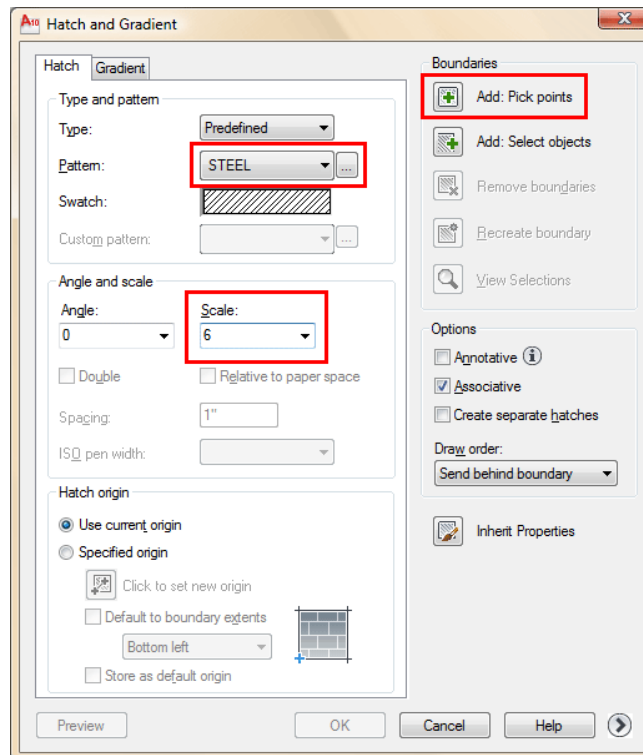 A10 Hatch and Gradient
Hatch Gradient
Type and pattern
Type: Predefined
Pattern: STEEL ...
Swatch:
Custom pattern: ...
Angle and scale
Angle: Scale:
0 6
Double Relative to paper space
Spacing: 1"
ISO pen width:
Hatch origin
Use current origin
Specified origin
Click to set new origin
Default to boundary extents
Bottom left
Store as default origin
Boundaries
Add: Pick points
Add: Select objects
Remove boundaries
Recreate boundary
View Selections
Options
Annotative
Associative
Create separate hatches
Draw order:
Send behind boundary
Inherit Properties
Preview OK Cancel Help